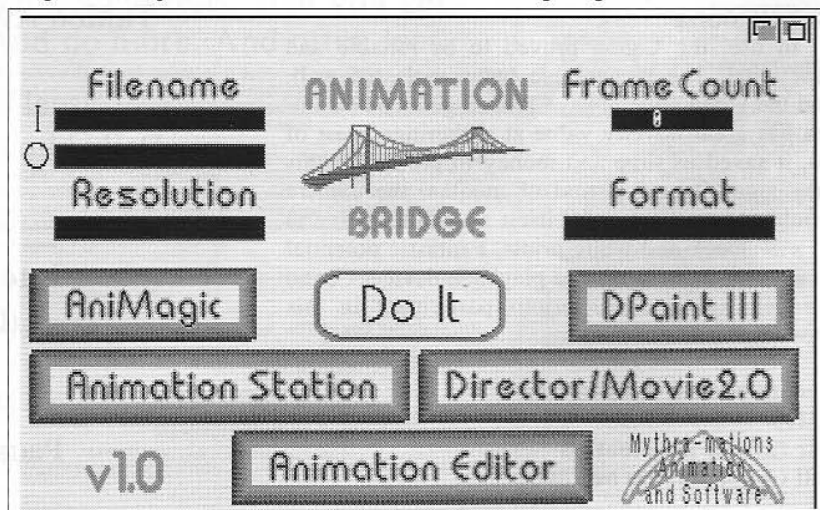 Filename
ANIMATION
Frame Count
I
0
O
Resolution
BRIDGE
Format
AniMagic
Do It
DPaint III
Animation Station
Director/Movie2.0
v1.0
Animation Editor
Mythra-mations
Animation
and Software